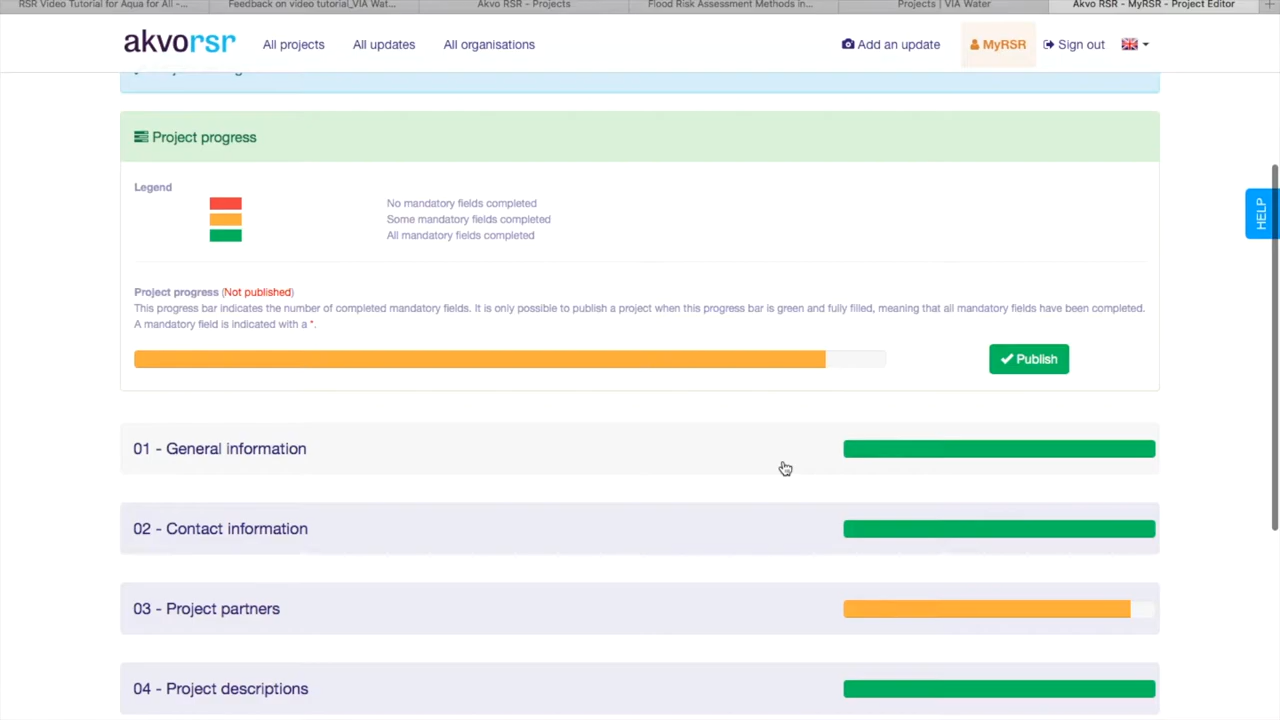 RSR Video Tutorial for Aqua for All -...
Feedback on video tutorial_VIA Wat...
Akvo RSR - Projects
Flood Risk Assessment Methods in...
Projects | VIA Water
Akvo RSR - MyRSR - Project Editor
akvorsr
All projects
All updates
All organisations
Add an update
MyRSR
Sign out
Project progress
Legend
No mandatory fields completed
Some mandatory fields completed
All mandatory fields completed
HELP
Project progress (Not published)
This progress bar indicates the number of completed mandatory fields. It is only possible to publish a project when this progress bar is green and fully filled, meaning that all mandatory fields have been completed.
A mandatory field is indicated with a *.
Publish
01 - General information
02 - Contact information
03 - Project partners
04 - Project descriptions